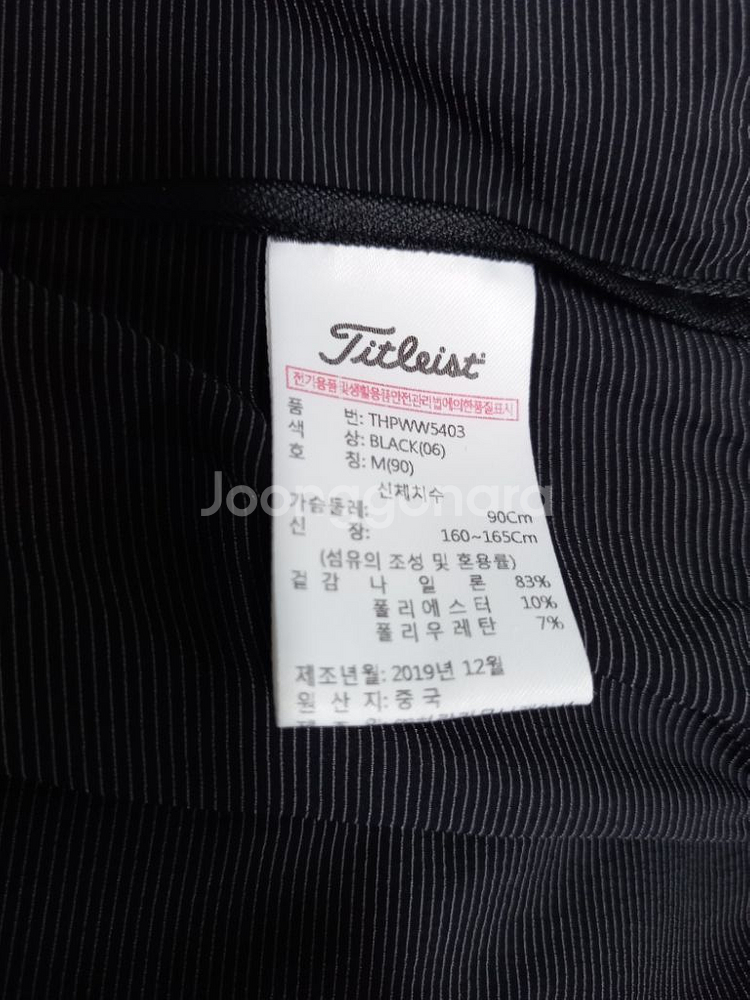 Titleist
전기용품 및 생활용품 안전관리법에 의한 품질표시
품 번: THPWW5403
색 상: BLACK(06)
호 칭: M(90)
신체치수
Joonggonara
가슴둘레: 90Cm
신 장: 160~165Cm
(섬유의 조성 및 혼용률)
겉감 나 일 론 83%
폴리에스터 10%
폴리우레탄 7%
제조년월: 2019년 12월
원 산 지: 중 국